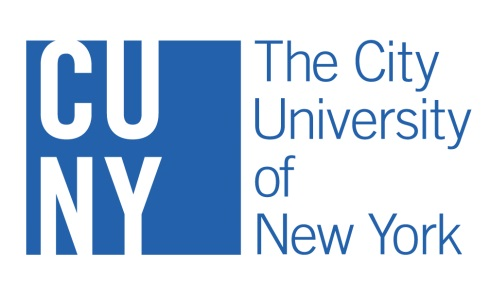 CU
NY
The City
University
of
New York